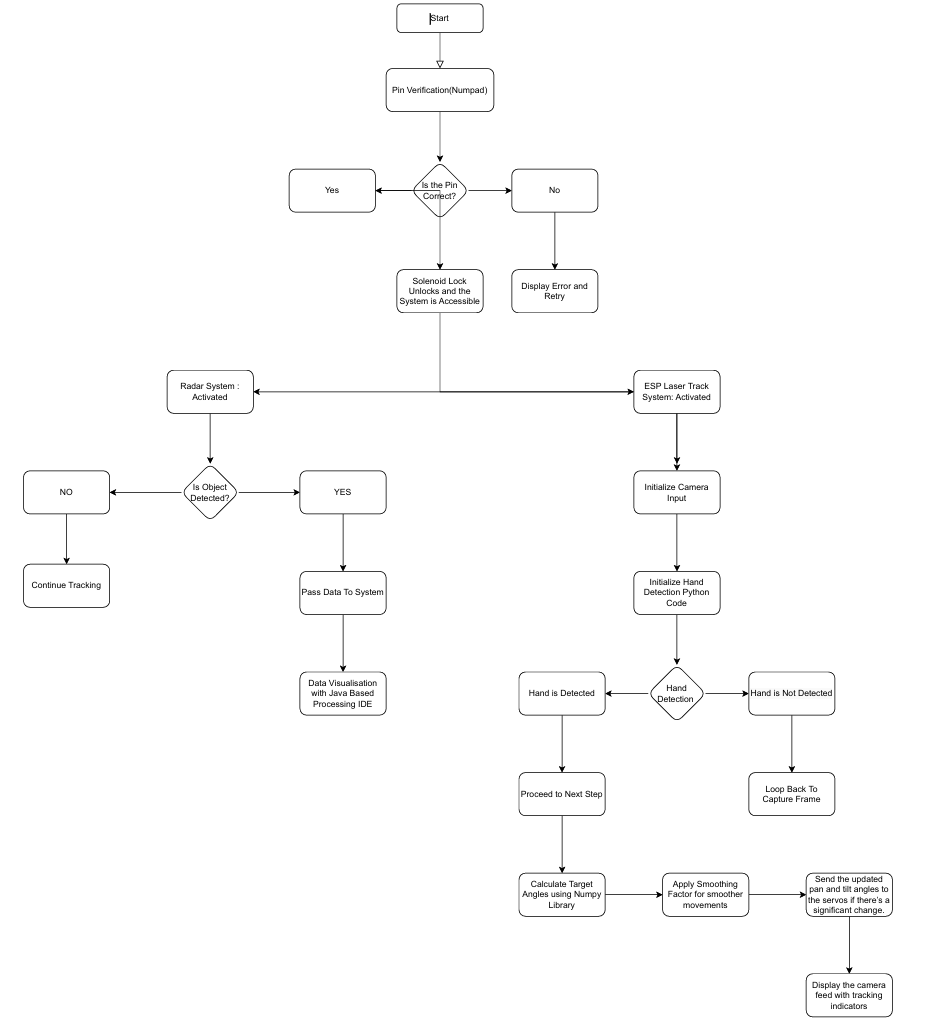 Start
Pin Verification(Numpad)
Yes
Is the Pin
Correct?
No
Solenoid Lock
Unlocks and the
System is Accessible
Display Error and
Retry
Radar System :
Activated
ESP Laser Track
System: Activated
NO
Is Object
Detected?
YES
Initialize Camera
Input
Continue Tracking
Pass Data To System
Initialize Hand
Detection Python
Code
Data Visualisation
with Java Based
Processing IDE
Hand is Detected
Hand
Detection
Hand is Not Detected
Proceed to Next Step
Loop Back To
Capture Frame
Calculate Target
Angles using Numpy
Library
Apply Smoothing
Factor for smoother
movements
Send the updated
pan and tilt angles to
the servos if there's a
significant change.
Display the camera
feed with tracking
indicators